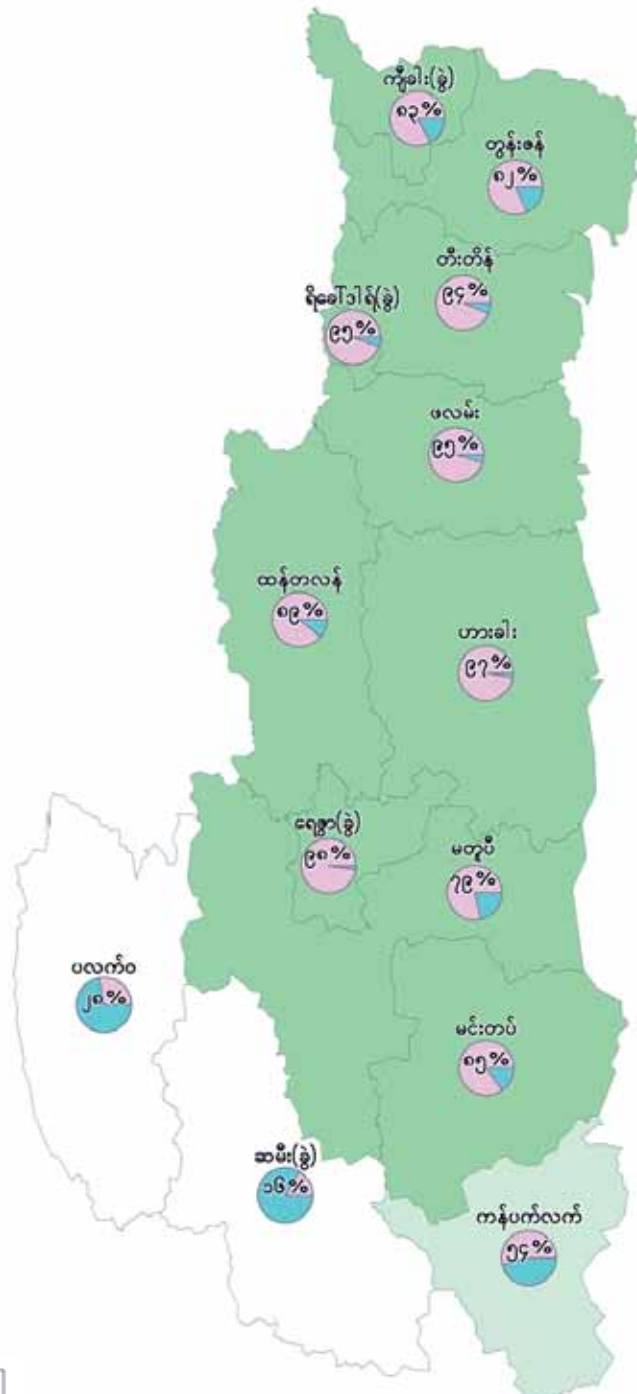 ကျီခါး(ခွဲ)
၈၃%
တွန်းဇန်
၈၂%
တီးတိန်
၉၄%
ရိခေါ်ဒါရ်(ခွဲ)
၉၅%
ဖလမ်း
၉၅%
ထန်တလန်
၈၉%
ဟားခါး
၉၇%
ရေဇွာ(ခွဲ)
၉၈%
မတူပီ
၇၉%
ပလက်ဝ
၂၈%
မင်းတပ်
၈၅%
ဆမီး(ခွဲ)
၁၆%
ကန်ပက်လက်
၅၄%